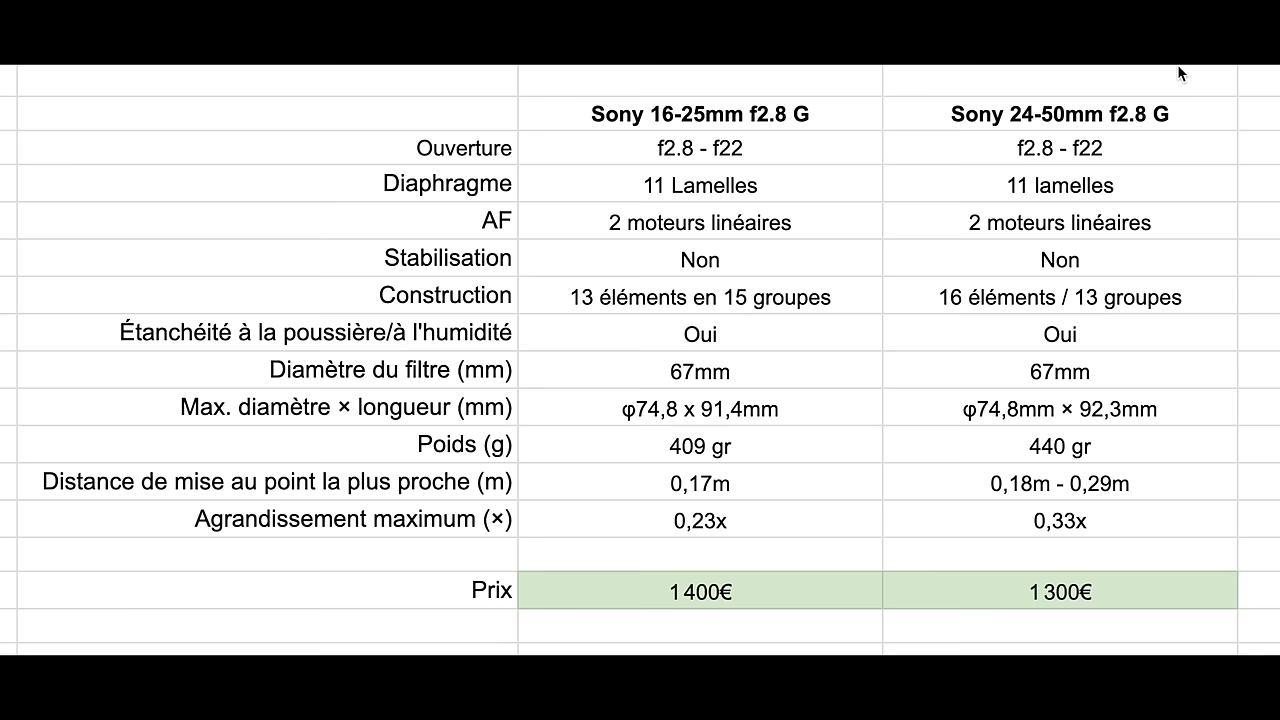 Sony 16-25mm f2.8 G Sony 24-50mm f2.8 G
Ouverture f2.8 - f22 f2.8 - f22
Diaphragme 11 Lamelles 11 lamelles
AF 2 moteurs linéaires 2 moteurs linéaires
Stabilisation Non Non
Construction 13 éléments en 15 groupes 16 éléments / 13 groupes
Étanchéité à la poussière/à l'humidité Oui Oui
Diamètre du filtre (mm) 67mm 67mm
Max. diamètre × longueur (mm) φ74,8 x 91,4mm φ74,8mm × 92,3mm
Poids (g) 409 gr 440 gr
Distance de mise au point la plus proche (m) 0,17m 0,18m - 0,29m
Agrandissement maximum (×) 0,23x 0,33x
Prix 1 400€ 1 300€